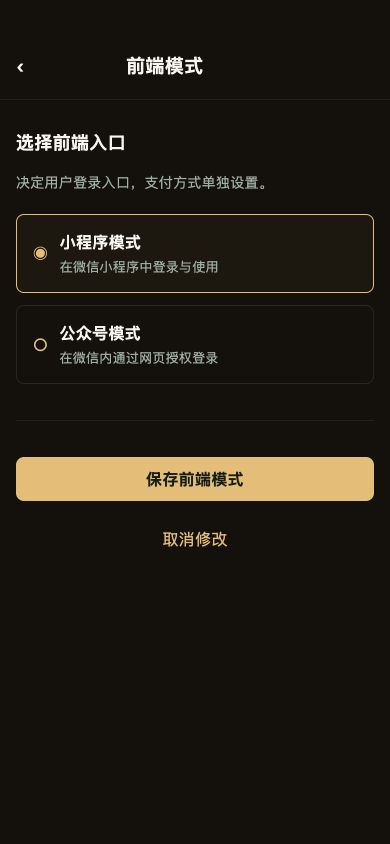 前端模式
选择前端入口
决定用户登录入口，支付方式单独设置。
小程序模式
在微信小程序中登录与使用
公众号模式
在微信内通过网页授权登录
保存前端模式
取消修改